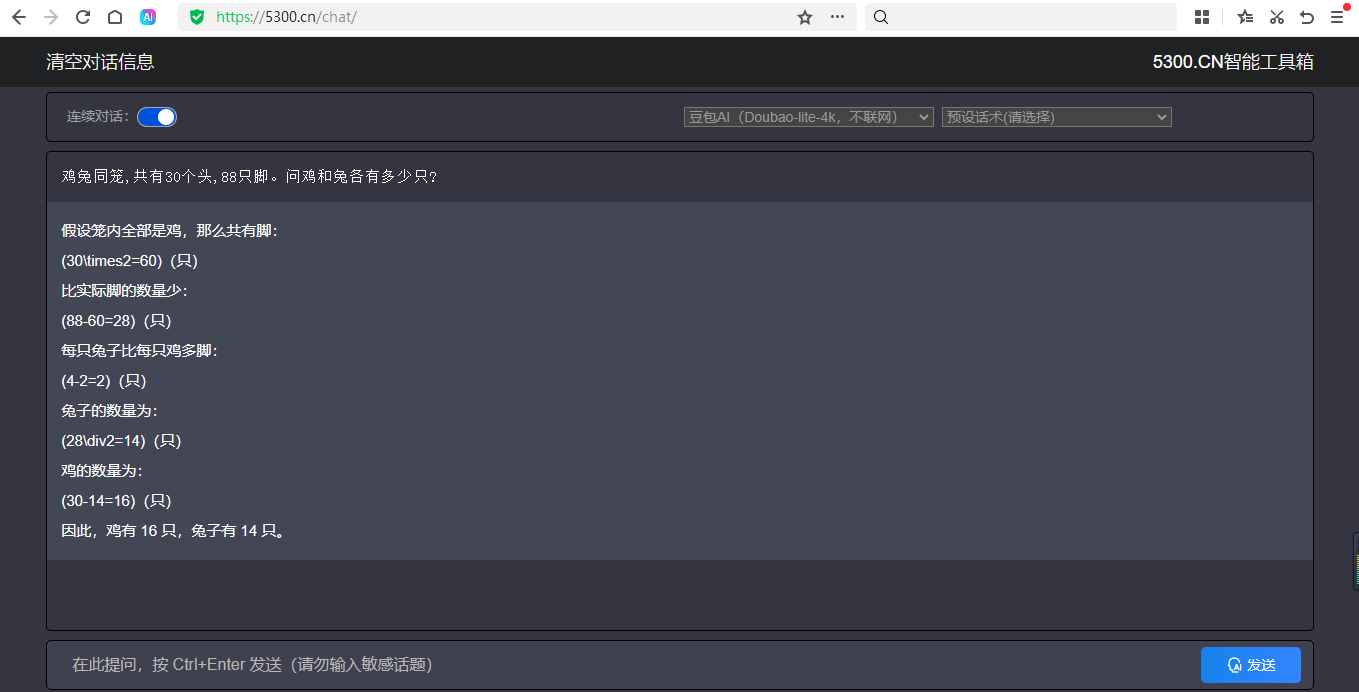 AI
https://5300.cn/chat/
清空对话信息
5300.CN智能工具箱
连续对话：
豆包AI（Doubao-lite-4k，不联网）
预设话术(请选择)
鸡兔同笼,共有30个头,88只脚。问鸡和兔各有多少只?
假设笼内全部是鸡，那么共有脚：
(30\times2=60)（只）
比实际脚的数量少：
(88-60=28)（只）
每只兔子比每只鸡多脚：
(4-2=2)（只）
兔子的数量为：
(28\div2=14)（只）
鸡的数量为：
(30-14=16)（只）
因此，鸡有 16 只，兔子有 14 只。
在此提问，按 Ctrl+Enter 发送（请勿输入敏感话题）
AI 发送